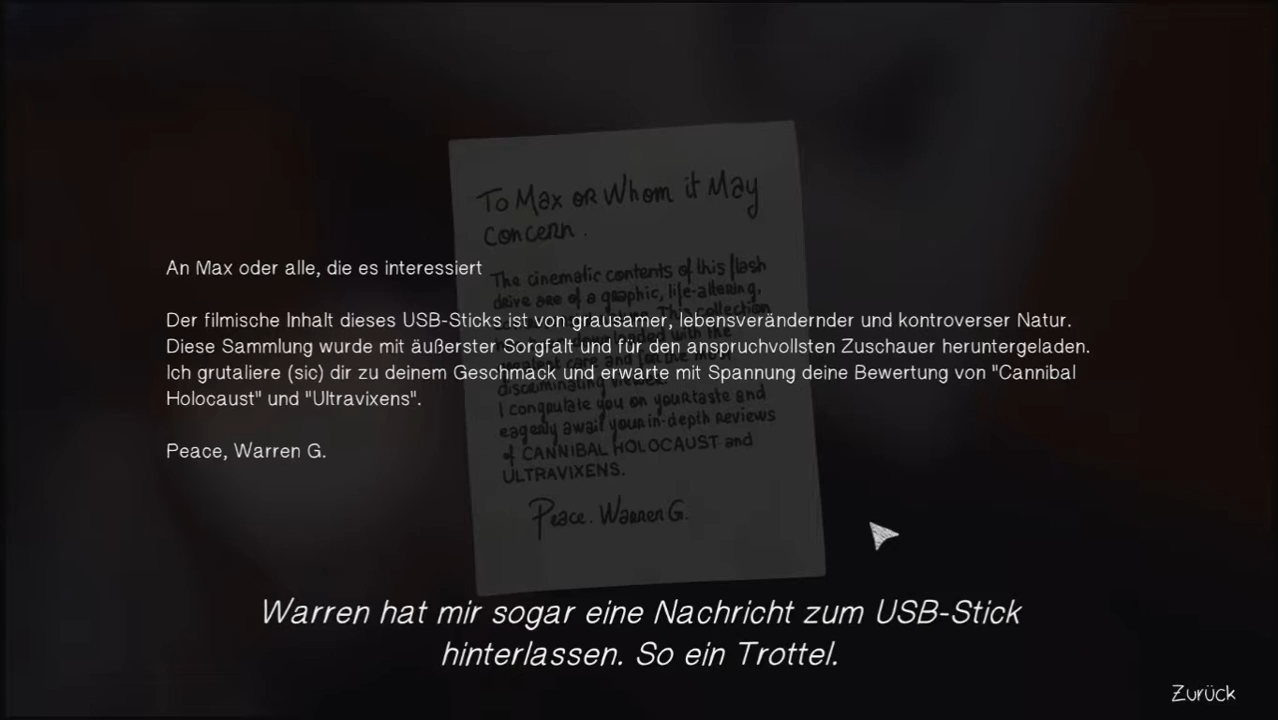 To Max or Whom it May
Concern.
The cinematic contents of this flash
drive are of a graphic, life-altering,
An Max oder alle, die es interessiert
Der filmische Inhalt dieses USB-Sticks ist von grausamer, lebensverändernder und kontroverser Natur.
Diese Sammlung wurde mit äußerster Sorgfalt und für den anspruchvollsten Zuschauer heruntergeladen.
Ich grutaliere (sic) dir zu deinem Geschmack und erwarte mit Spannung deine Bewertung von "Cannibal
Holocaust" und "Ultravixens".
Peace, Warren G.
discriminating viewer.
I congratulate you on your taste and
eagerly await your in-depth reviews
of CANNIBAL HOLOCAUST and
ULTRAVIXENS.
Peace. Warren G.
Warren hat mir sogar eine Nachricht zum USB-Stick
hinterlassen. So ein Trottel.
Zurück